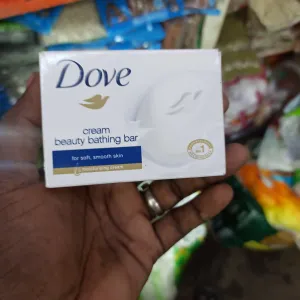 Dove
cream
beauty bathing bar
for soft, smooth skin